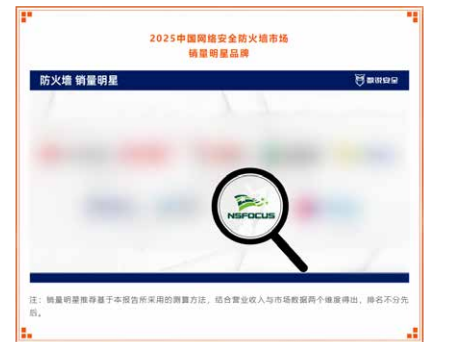 2025中国网络安全防火墙市场
销量明星品牌
防火墙 销量明星
数说安全
NSFOCUS
注：销量明星推荐基于本报告所采用的测算方法，结合营业收入与市场数据两个维度得出，排名不分先
后。